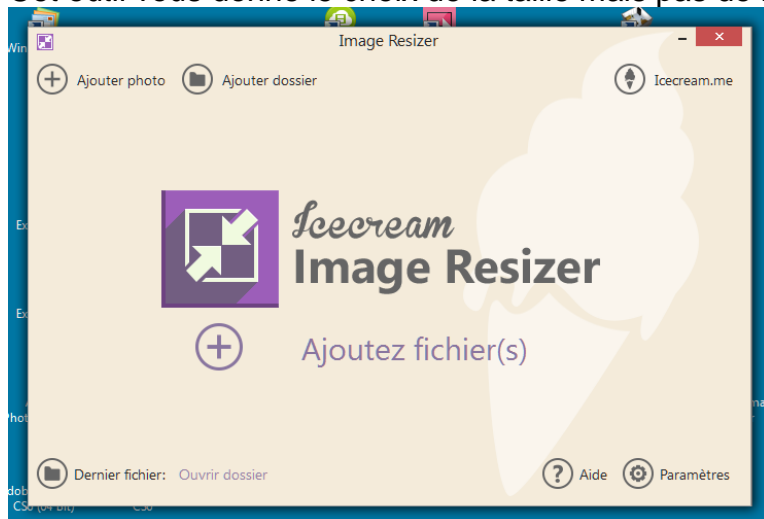 Image Resizer
Ajouter photo
Ajouter dossier
Icecream.me
Icecream
Image Resizer
Ajoutez fichier(s)
Dernier fichier: Ouvrir dossier
Aide
Paramètres